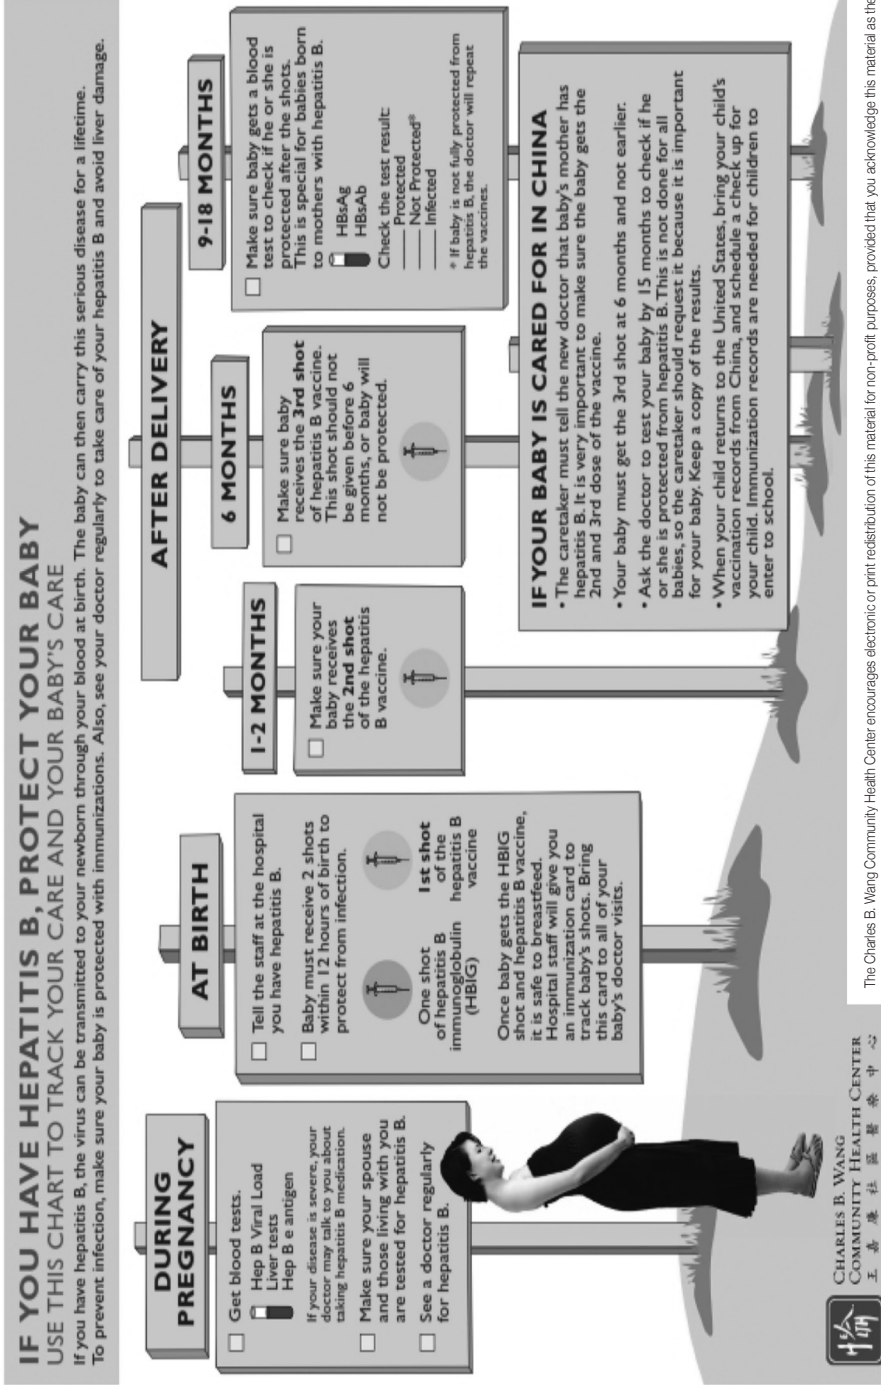 IF YOU HAVE HEPATITIS B, PROTECT YOUR BABY
USE THIS CHART TO TRACK YOUR CARE AND YOUR BABY'S CARE
If you have hepatitis B, the virus can be transmitted to your newborn through your blood at birth. The baby can then carry this serious disease for a lifetime.
To prevent infection, make sure your baby is protected with immunizations. Also, see your doctor regularly to take care of your hepatitis B and avoid liver damage.
DURING
PREGNANCY
Get blood tests.
Hep B Viral Load
Liver tests
Hep B e antigen
If your disease is severe, your
doctor may talk to you about
taking hepatitis B medication.
Make sure your spouse
and those living with you
are tested for hepatitis B.
See a doctor regularly
for hepatitis B.
AT BIRTH
Tell the staff at the hospital
you have hepatitis B.
Baby must receive 2 shots
within 12 hours of birth to
protect from infection.
One shot
of hepatitis B
immunoglobulin
(HBIG)
1st shot
of the
hepatitis B
vaccine
Once baby gets the HBIG
shot and hepatitis B vaccine,
it is safe to breastfeed.
Hospital staff will give you
an immunization card to
track baby's shots. Bring
this card to all of your
baby's doctor visits.
AFTER DELIVERY
1-2 MONTHS
Make sure your
baby receives
the 2nd shot
of the hepatitis
B vaccine.
6 MONTHS
Make sure baby
receives the 3rd shot
of hepatitis B vaccine.
This shot should not
be given before 6
months, or baby will
not be protected.
9-18 MONTHS
Make sure baby gets a blood
test to check if he or she is
protected after the shots.
This is special for babies born
to mothers with hepatitis B.
HBsAg
HBsAb
Check the test result:
____ Protected
____ Not Protected*
____ Infected
* If baby is not fully protected from
hepatitis B, the doctor will repeat
the vaccines.
IF YOUR BABY IS CARED FOR IN CHINA
• The caretaker must tell the new doctor that baby's mother has
hepatitis B. It is very important to make sure the baby gets the
2nd and 3rd dose of the vaccine.
• Your baby must get the 3rd shot at 6 months and not earlier.
• Ask the doctor to test your baby by 15 months to check if he
or she is protected from hepatitis B. This is not done for all
babies, so the caretaker should request it because it is important
for your baby. Keep a copy of the results.
• When your child returns to the United States, bring your child's
vaccination records from China, and schedule a check up for
your child. Immunization records are needed for children to
enter to school.
CHARLES B. WANG
COMMUNITY HEALTH CENTER
王嘉廉社區醫療中心
The Charles B. Wang Community Health Center encourages electronic or print redistribution of this material for non-profit purposes, provided that you acknowledge this material as the